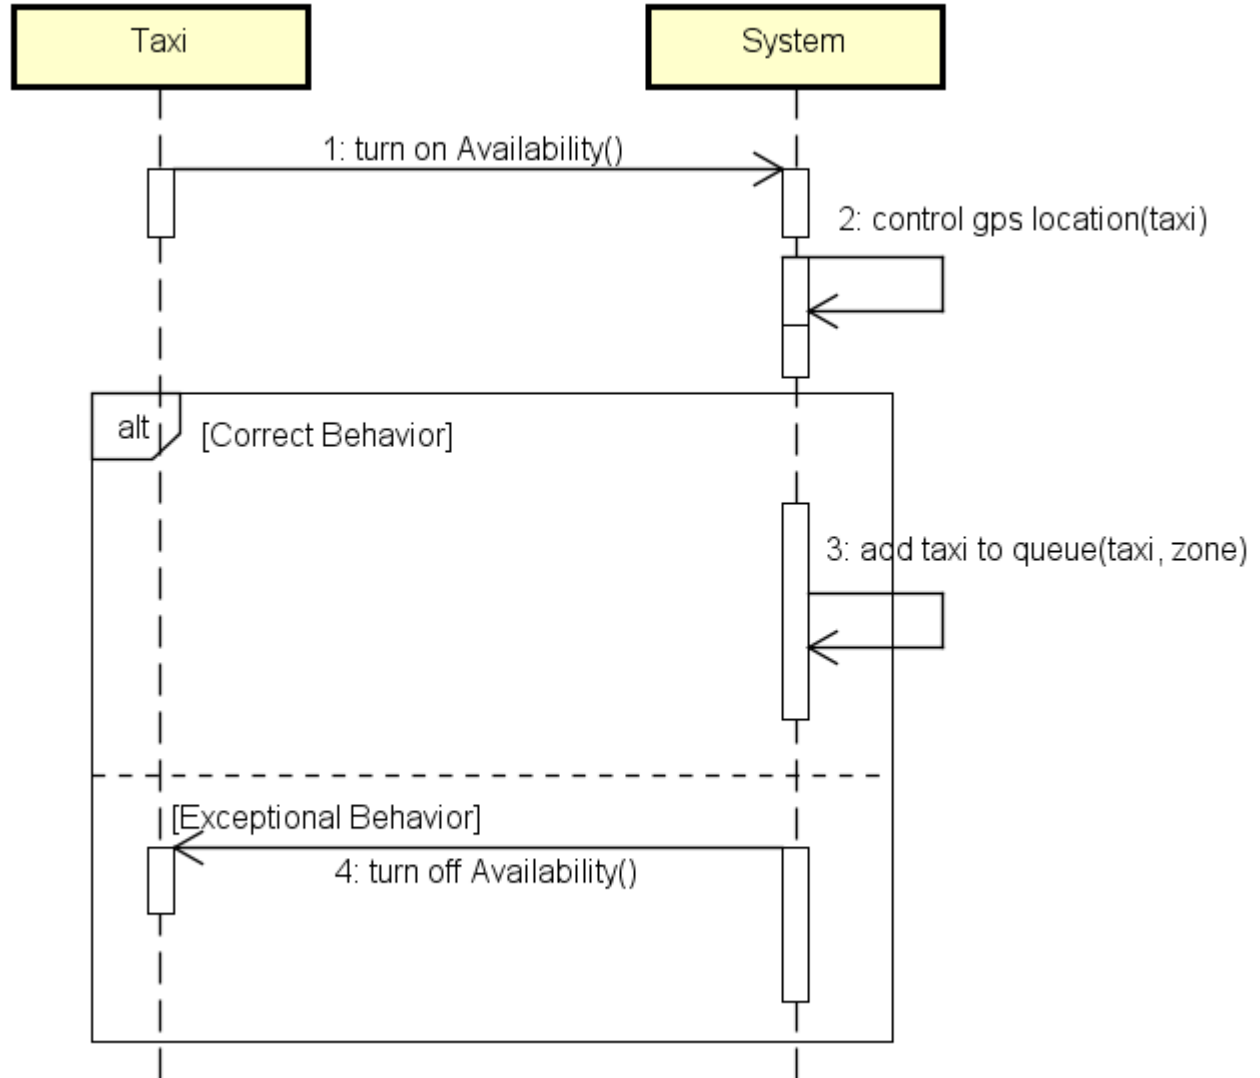 Taxi
System
1: turn on Availability()
2: control gps location(taxi)
alt
[Correct Behavior]
3: add taxi to queue(taxi, zone)
[Exceptional Behavior]
4: turn off Availability()